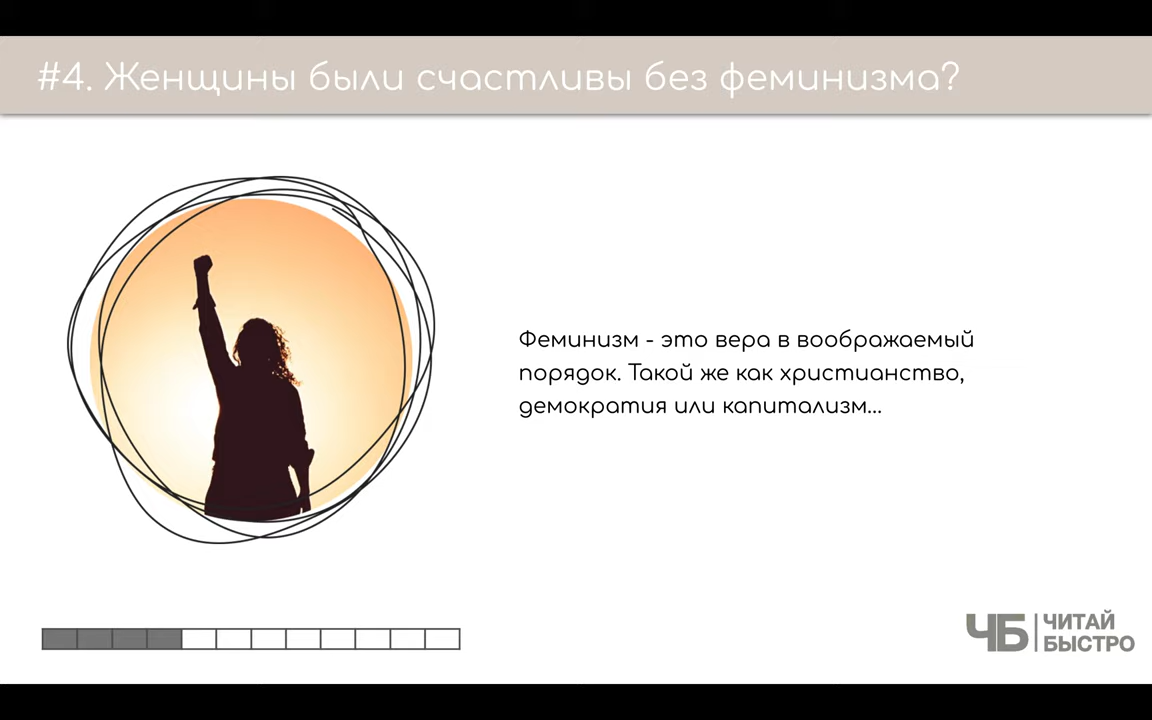 #4. Женщины были счастливы без феминизма?
Феминизм - это вера в воображаемый
порядок. Такой же как христианство,
демократия или капитализм...
ЧБ ЧИТАЙ
БЫСТРО